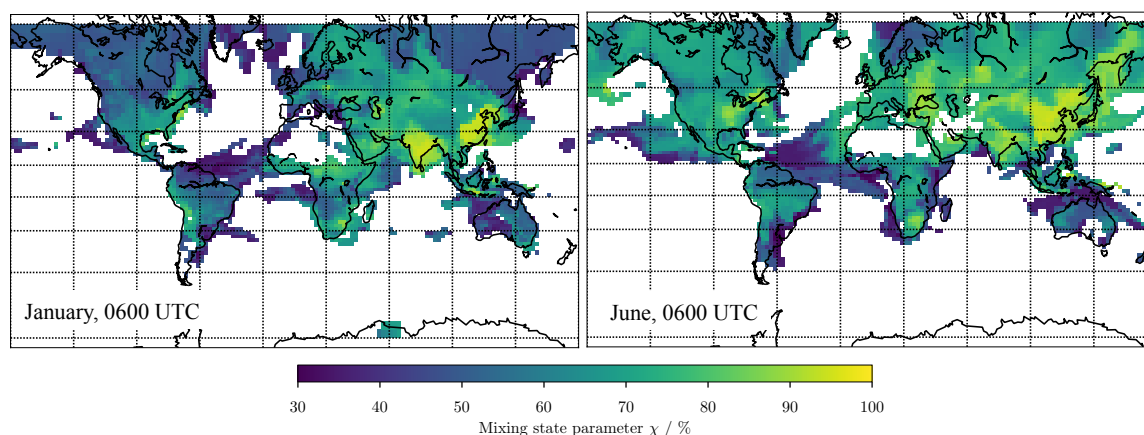 January, 0600 UTC
June, 0600 UTC
30 40 50 60 70 80 90 100
Mixing state parameter χ / %